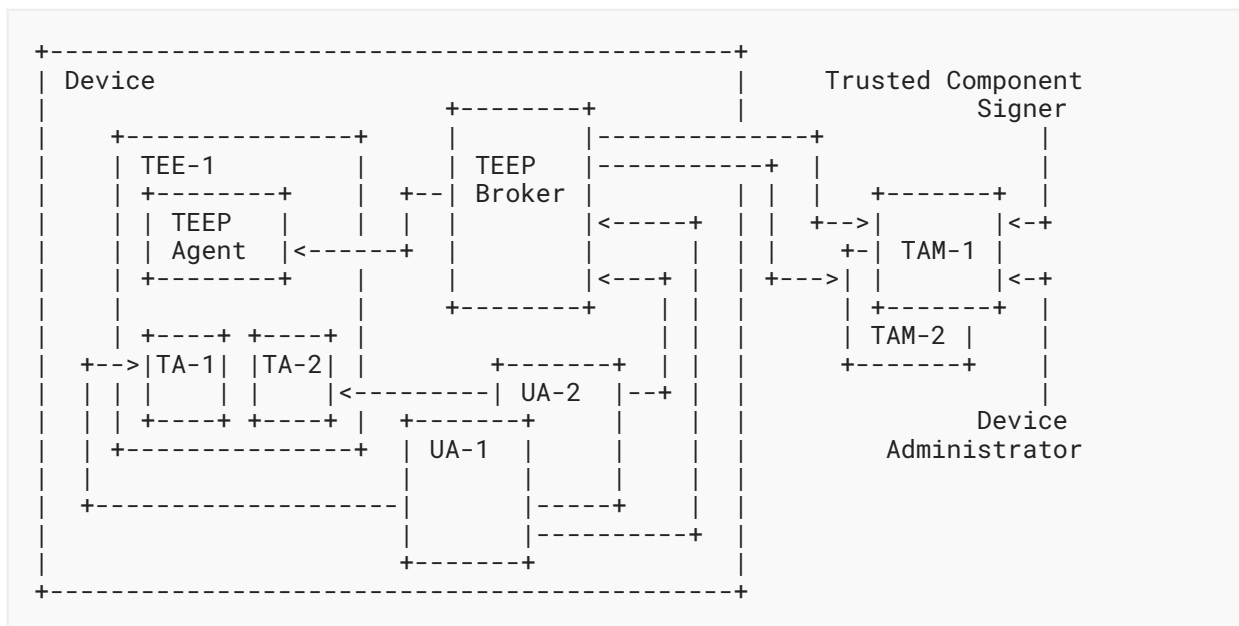 Device Trusted Component
Signer
TEE-1 TEEP
Broker
TEEP
Agent TAM-1
TAM-2
TA-1 TA-2
UA-2
Device
UA-1 Administrator